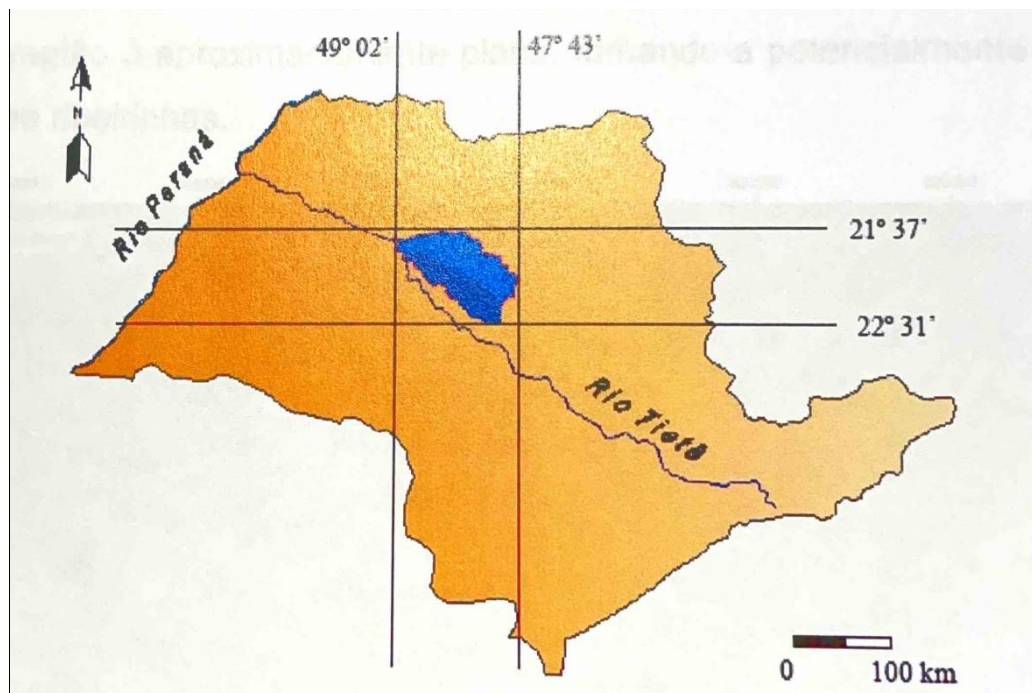 49° 02'
47° 43'
N
Rio Paraná
21° 37'
22° 31'
Rio Tietê
0
100 km